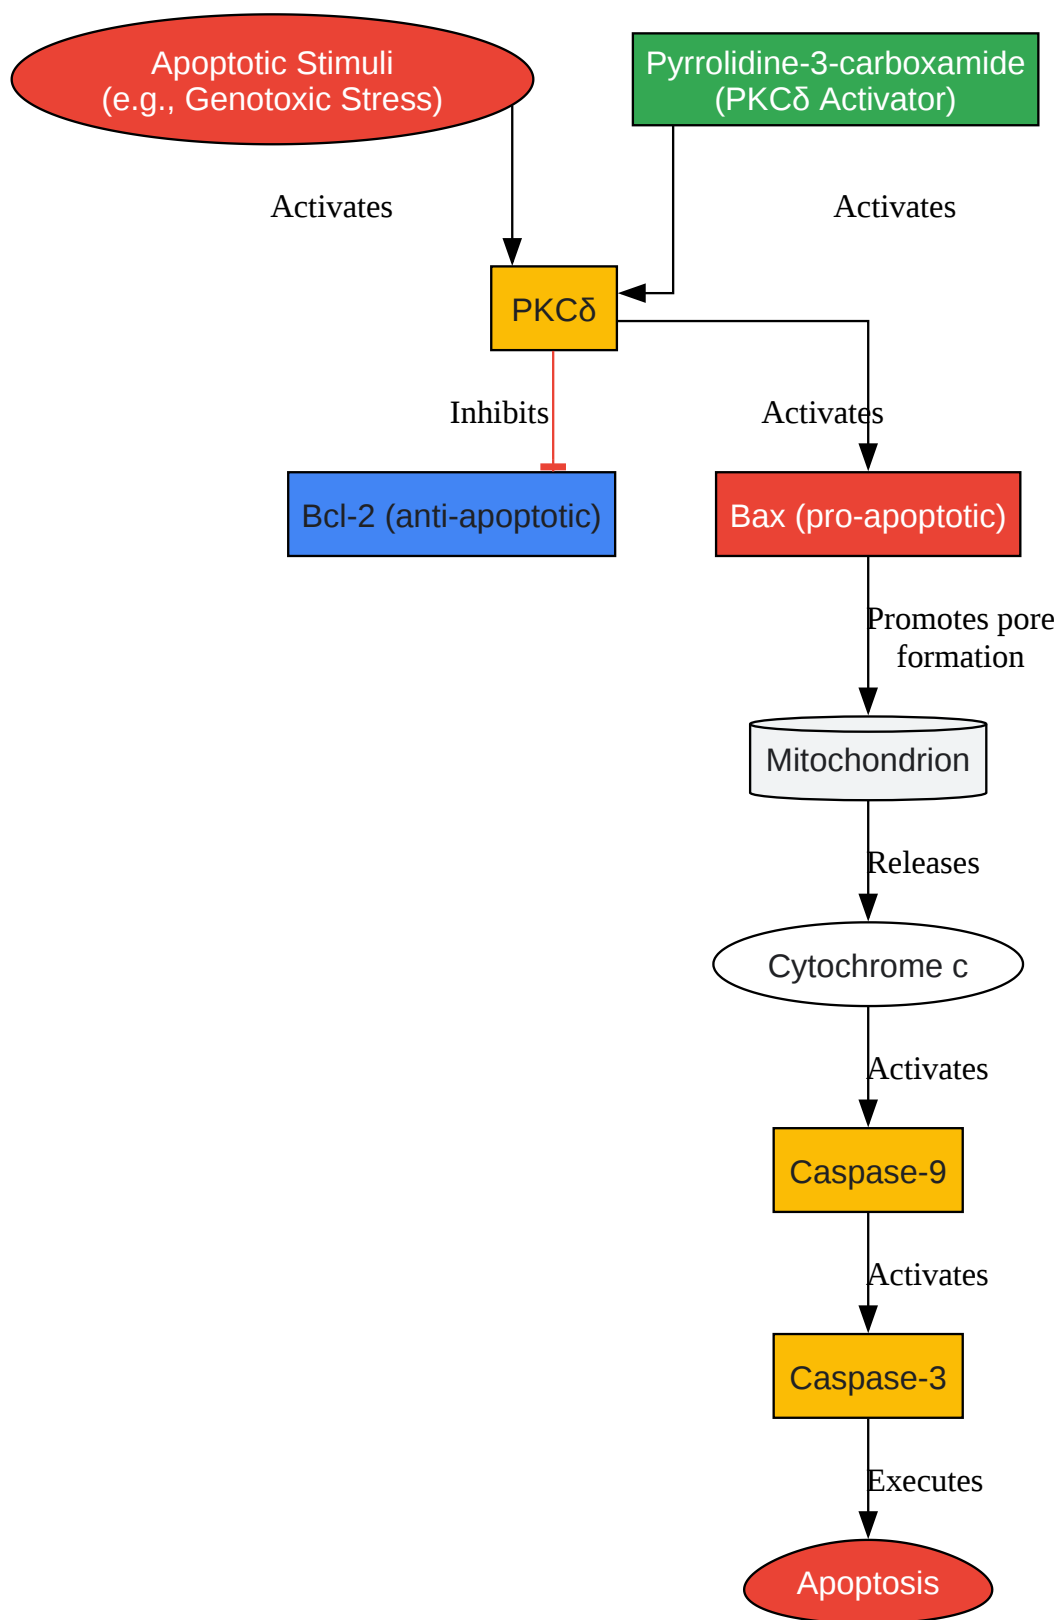 Apoptotic Stimuli
(e.g., Genotoxic Stress)
Pyrrolidine-3-carboxamide
(PKCδ Activator)
Activates
Activates
PKCδ
Inhibits
Activates
Bcl-2 (anti-apoptotic)
Bax (pro-apoptotic)
Promotes pore
formation
Mitochondrion
Releases
Cytochrome c
Activates
Caspase-9
Activates
Caspase-3
Executes
Apoptosis